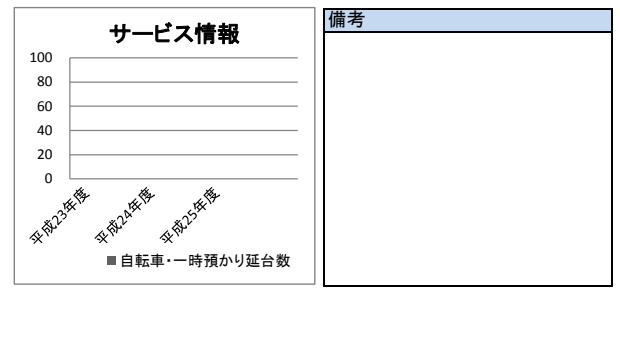 サービス情報
100
80
60
40
20
0
平成23年度
平成24年度
平成25年度
■自転車・一時預かり延台数
備考